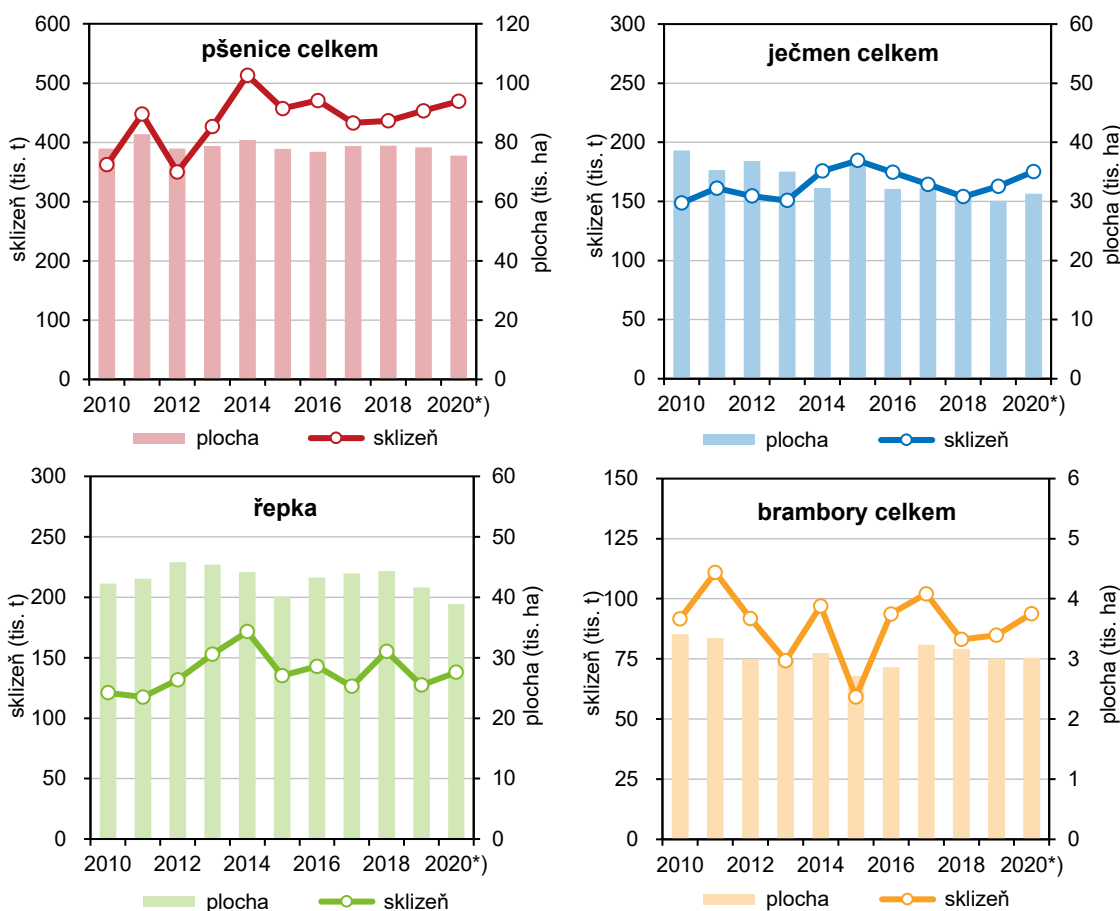 pšenice celkem
sklizeň (tis. t)
600
500
400
300
200
100
0
plocha (tis. ha)
120
100
80
60
40
20
0
2010 2012 2014 2016 2018 2020*)
plocha sklizeň
ječmen celkem
sklizeň (tis. t)
300
250
200
150
100
50
0
plocha (tis. ha)
60
50
40
30
20
10
0
2010 2012 2014 2016 2018 2020*)
plocha sklizeň
řepka
sklizeň (tis. t)
300
250
200
150
100
50
0
plocha (tis. ha)
60
50
40
30
20
10
0
2010 2012 2014 2016 2018 2020*)
plocha sklizeň
brambory celkem
sklizeň (tis. t)
150
125
100
75
50
25
0
plocha (tis. ha)
6
5
4
3
2
1
0
2010 2012 2014 2016 2018 2020*)
plocha sklizeň